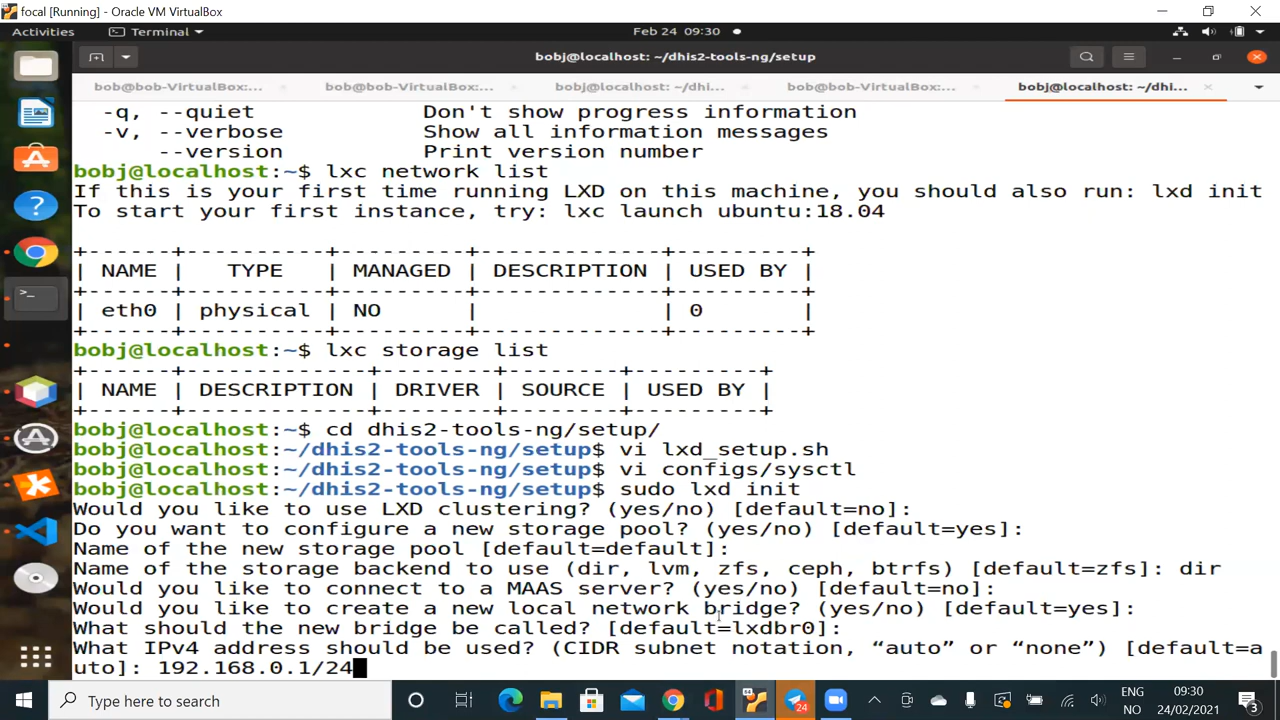 focal [Running] - Oracle VM VirtualBox
Activities Terminal Feb 24 09:30
bobj@localhost: ~/dhis2-tools-ng/setup
bob@bob-VirtualBox:... bob@bob-VirtualBox:... bobj@localhost: ~/dhi... bob@bob-VirtualBox:... bobj@localhost: ~/dhi...
-q, --quiet Don't show progress information
-v, --verbose Show all information messages
--version Print version number
bobj@localhost:~$ lxc network list
If this is your first time running LXD on this machine, you should also run: lxd init
To start your first instance, try: lxc launch ubuntu:18.04
+------+----------+---------+-------------+---------+
| NAME | TYPE | MANAGED | DESCRIPTION | USED BY |
+------+----------+---------+-------------+---------+
| eth0 | physical | NO | | 0 |
+------+----------+---------+-------------+---------+
bobj@localhost:~$ lxc storage list
+------+-------------+--------+--------+---------+
| NAME | DESCRIPTION | DRIVER | SOURCE | USED BY |
+------+-------------+--------+--------+---------+
bobj@localhost:~$ cd dhis2-tools-ng/setup/
bobj@localhost:~/dhis2-tools-ng/setup$ vi lxd_setup.sh
bobj@localhost:~/dhis2-tools-ng/setup$ vi configs/sysctl
bobj@localhost:~/dhis2-tools-ng/setup$ sudo lxd init
Would you like to use LXD clustering? (yes/no) [default=no]:
Do you want to configure a new storage pool? (yes/no) [default=yes]:
Name of the new storage pool [default=default]:
Name of the storage backend to use (dir, lvm, zfs, ceph, btrfs) [default=zfs]: dir
Would you like to connect to a MAAS server? (yes/no) [default=no]:
Would you like to create a new local network bridge? (yes/no) [default=yes]:
What should the new bridge be called? [default=lxdbr0]:
What IPv4 address should be used? (CIDR subnet notation, “auto” or “none”) [default=a
uto]: 192.168.0.1/24
Type here to search
24
ENG
NO
09:30
24/02/2021
3